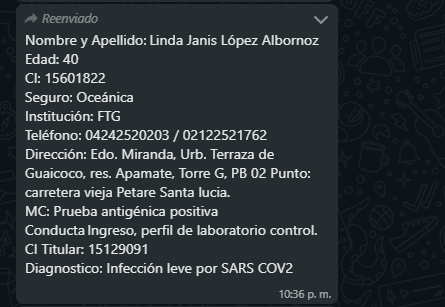 Reenviado
Nombre y Apellido: Linda Janis López Albornoz
Edad: 40
CI: 15601822
Seguro: Oceánica
Institución: FTG
Teléfono: 04242520203 / 02122521762
Dirección: Edo. Miranda, Urb. Terraza de
Guaicoco, res. Apamate, Torre G, PB 02 Punto:
carretera vieja Petare Santa lucia.
MC: Prueba antigénica positiva
Conducta Ingreso, perfil de laboratorio control.
CI Titular: 15129091
Diagnostico: Infección leve por SARS COV2
10:36 p. m.